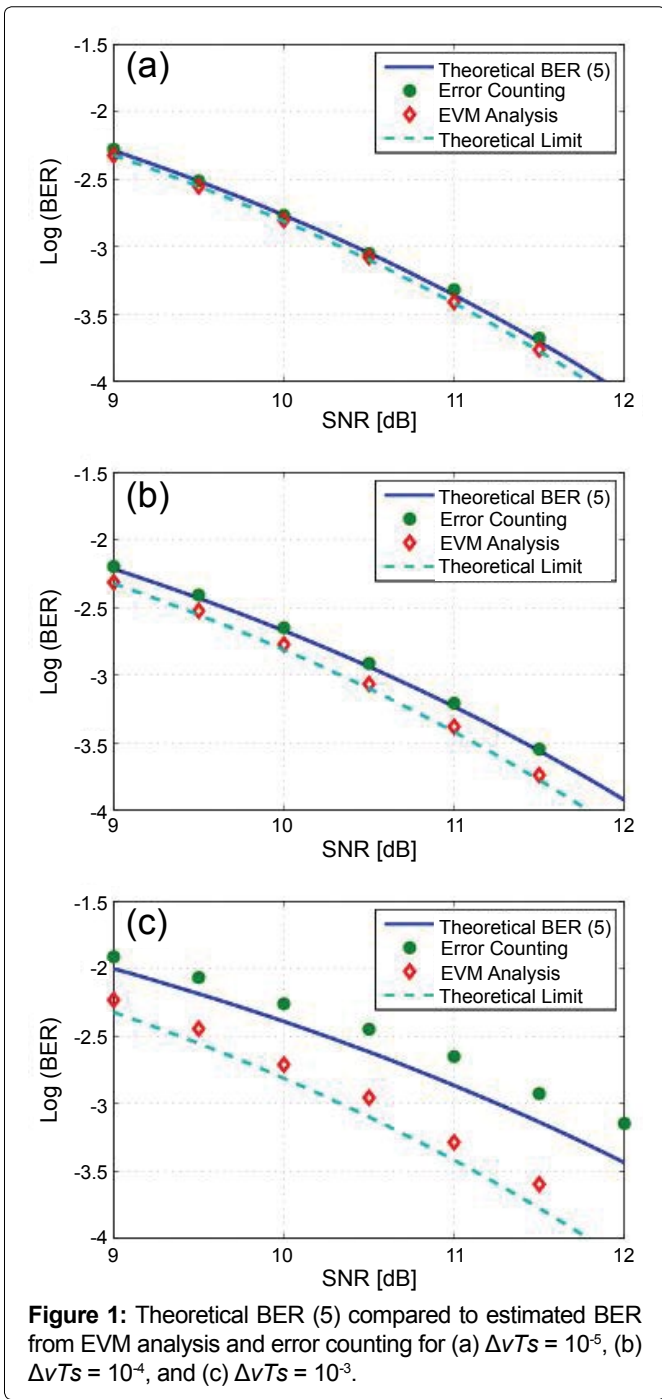 -1.5
(a)
Theoretical BER (5)
Error Counting
EVM Analysis
Theoretical Limit
-2
-2.5
-3
-3.5
-4
Log (BER)
9
10
11
12
SNR [dB]
-1.5
(b)
Theoretical BER (5)
Error Counting
EVM Analysis
Theoretical Limit
-2
-2.5
-3
-3.5
-4
Log (BER)
9
10
11
12
SNR [dB]
-1.5
(c)
Theoretical BER (5)
Error Counting
EVM Analysis
Theoretical Limit
-2
-2.5
-3
-3.5
-4
Log (BER)
9
10
11
12
SNR [dB]
Figure 1: Theoretical BER (5) compared to estimated BER
from EVM analysis and error counting for (a) ΔvTs = 10⁻⁵, (b)
ΔvTs = 10⁻⁴, and (c) ΔvTs = 10⁻³.